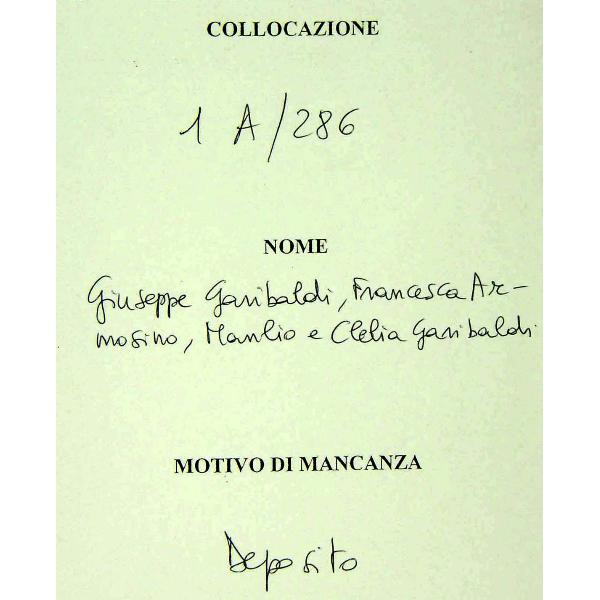 COLLOCAZIONE
1 A/286
NOME
Giuseppe Garibaldi, Francesca Ar-
mosino, Manlio e Clelia Garibaldi
MOTIVO DI MANCANZA
Deposito